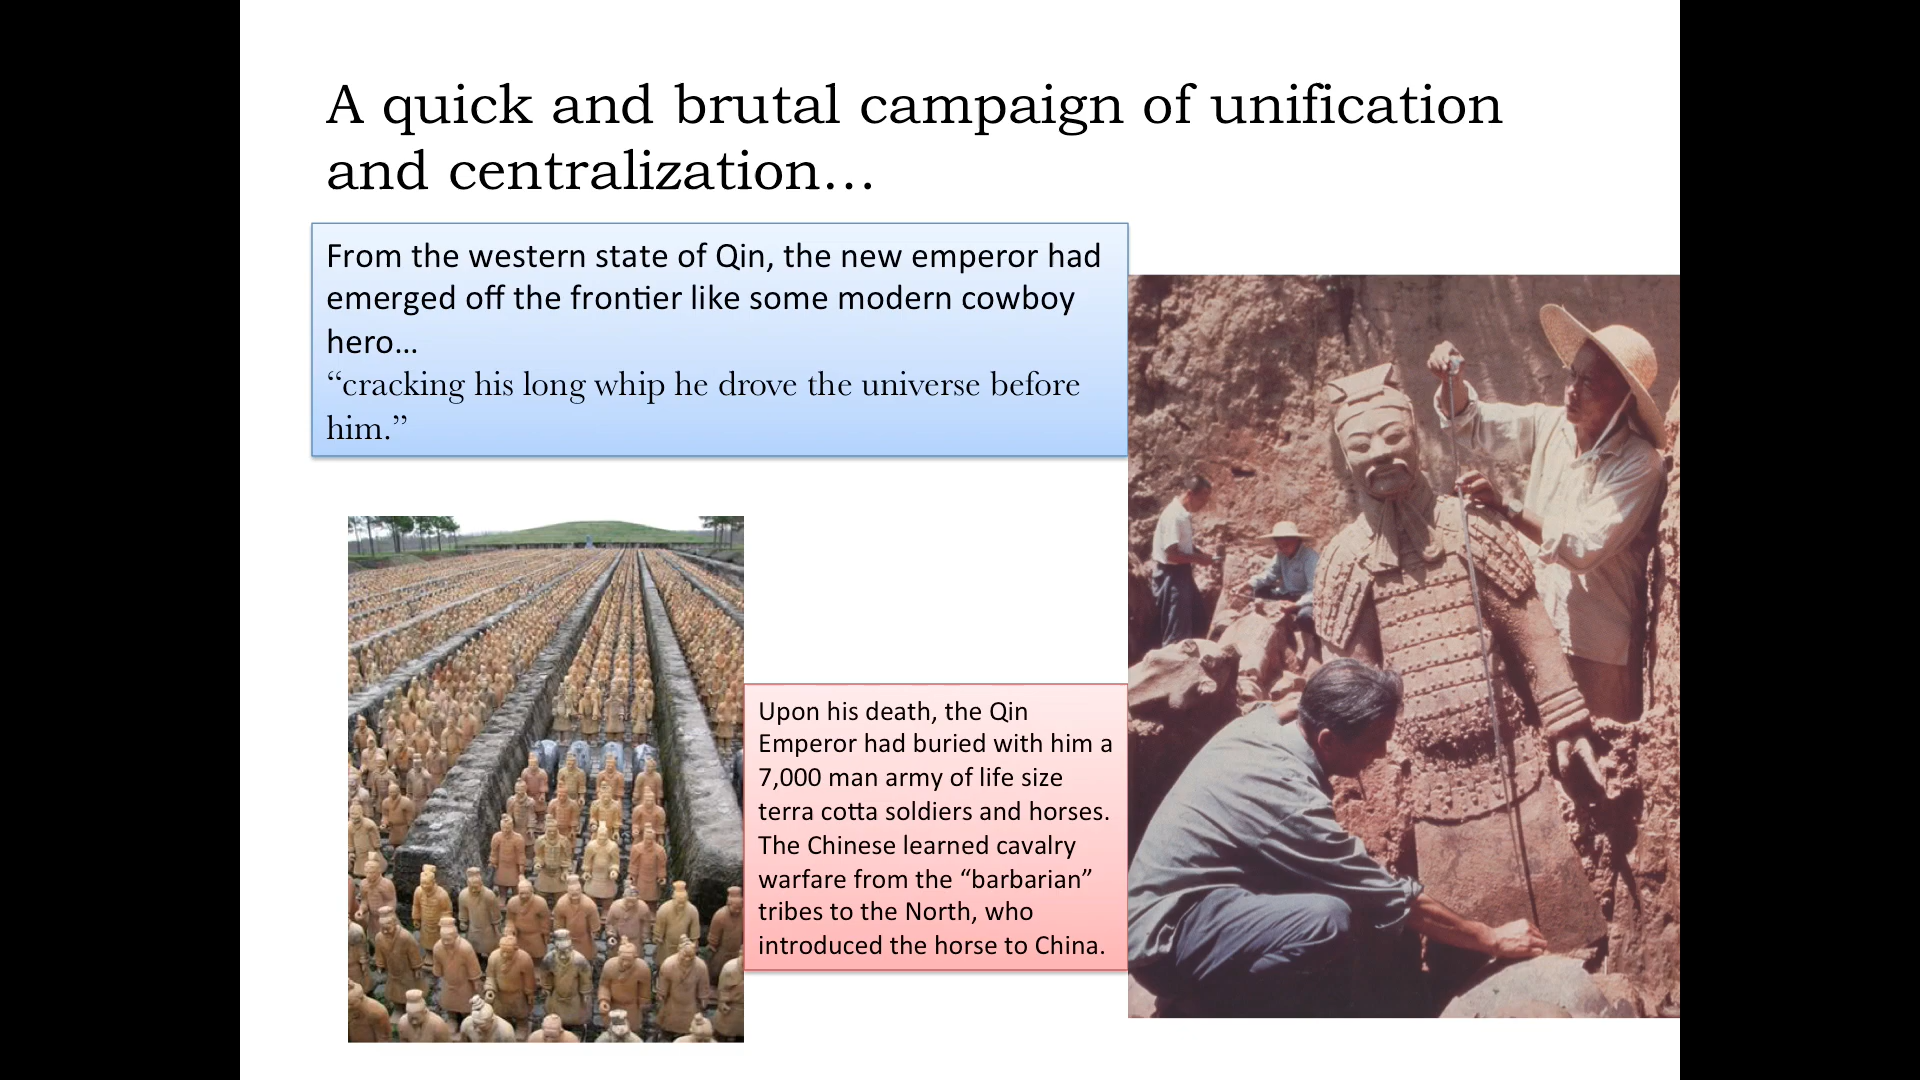 A quick and brutal campaign of unification
and centralization…
From the western state of Qin, the new emperor had
emerged off the frontier like some modern cowboy
hero…
“cracking his long whip he drove the universe before
him.”
Upon his death, the Qin
Emperor had buried with him a
7,000 man army of life size
terra cotta soldiers and horses.
The Chinese learned cavalry
warfare from the “barbarian”
tribes to the North, who
introduced the horse to China.